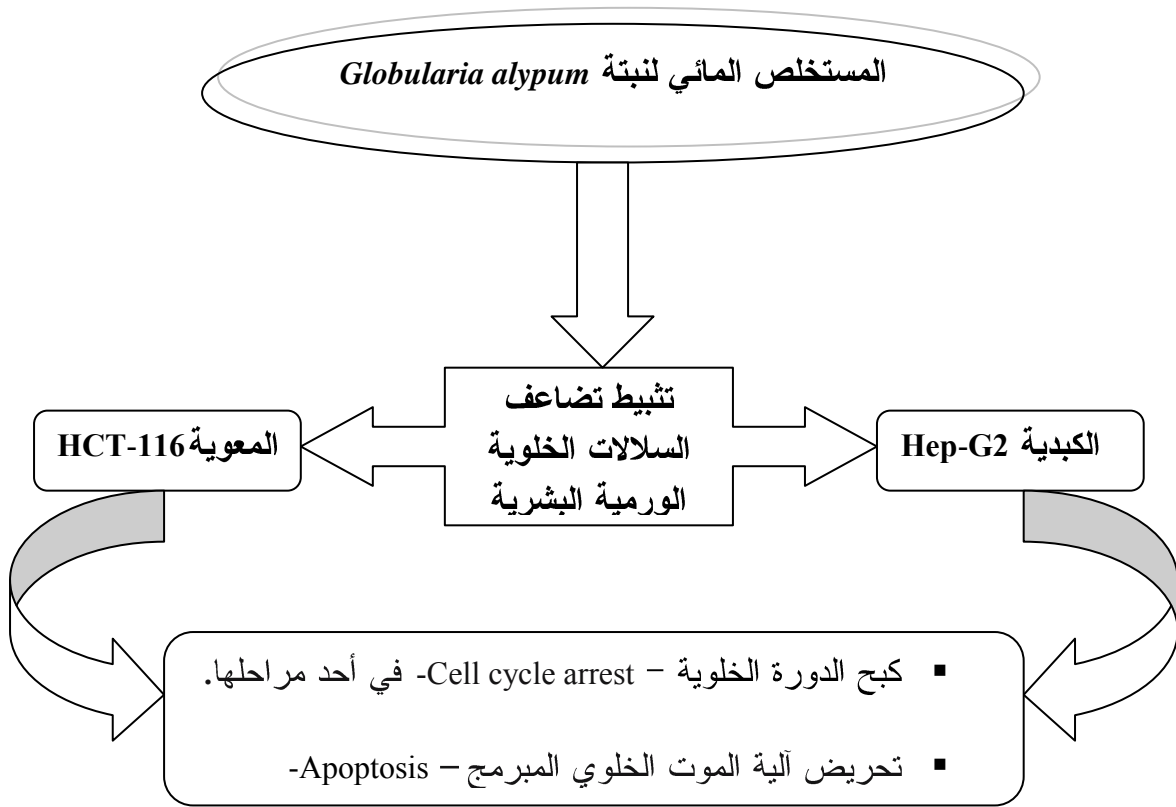 المستخلص المائي لنبتة Globularia alypum
تثبيط تضاعف
السلالات الخلوية
الورمية البشرية
الكبدية Hep-G2
المعوية HCT-116
▪ كبح الدورة الخلوية – Cell cycle arrest- في أحد مراحلها.
▪ تحريض آلية الموت الخلوي المبرمج – Apoptosis-